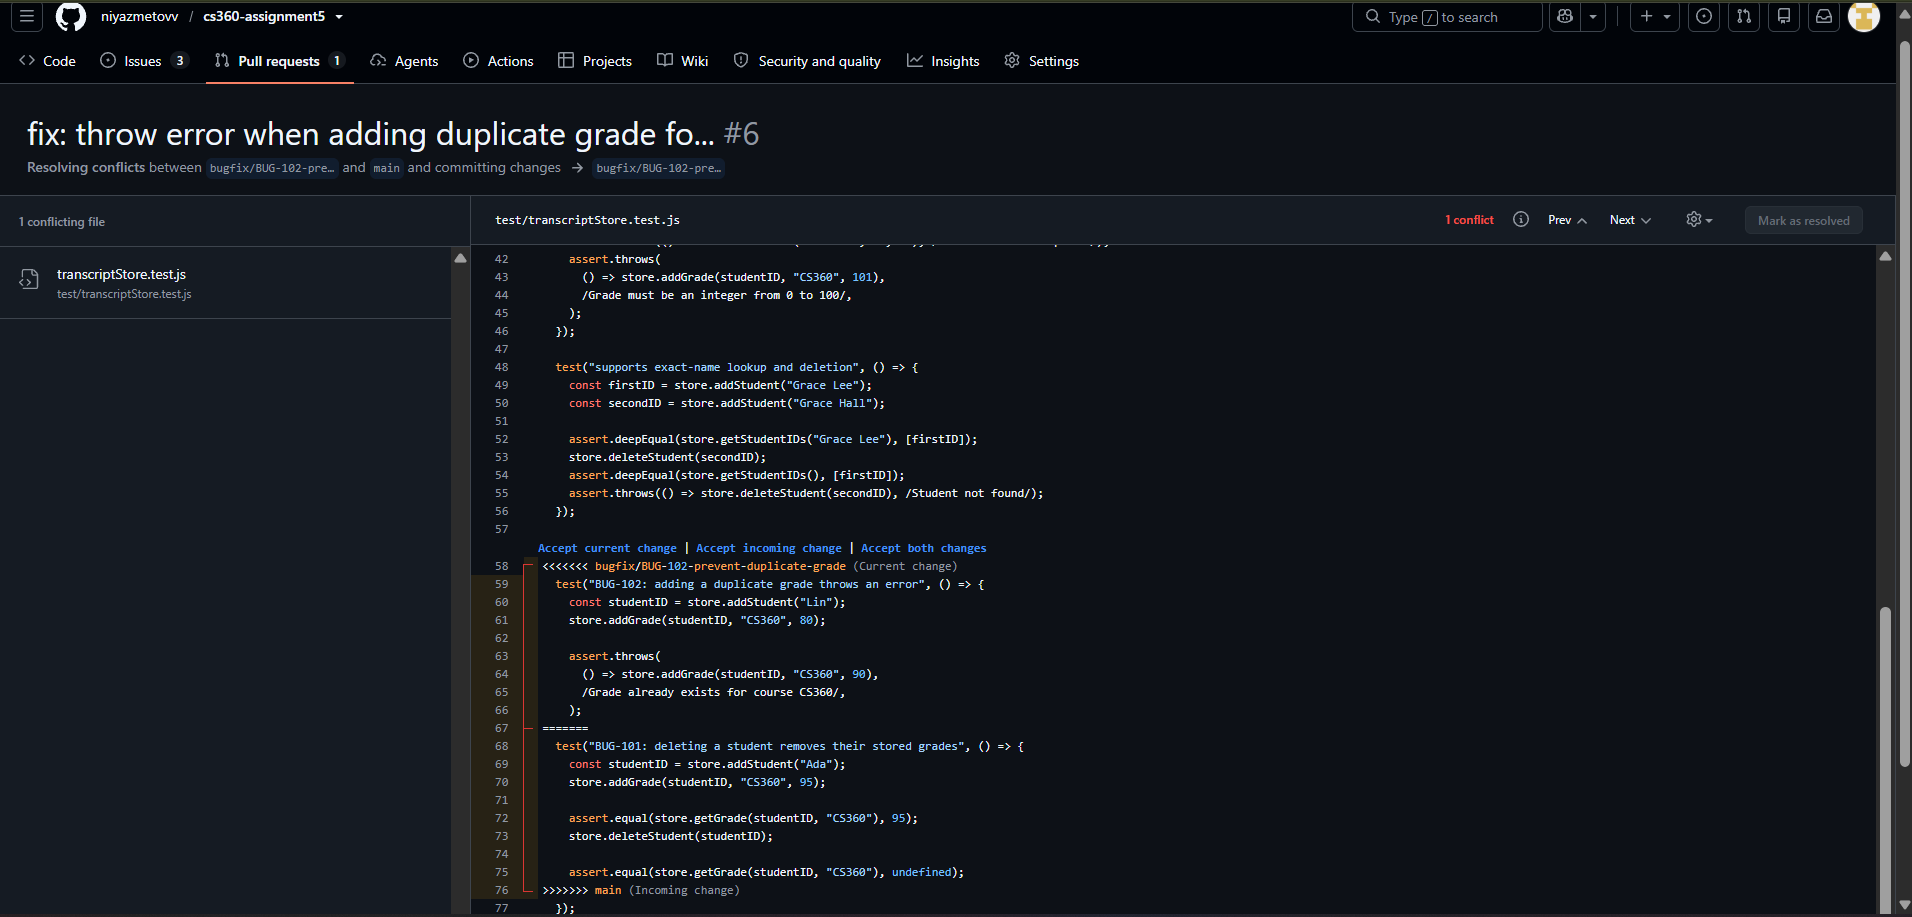 niyazmetovv / cs360-assignment5
Type / to search
Code
Issues 3
Pull requests 1
Agents
Actions
Projects
Wiki
Security and quality
Insights
Settings
fix: throw error when adding duplicate grade fo... #6
Resolving conflicts between bugfix/BUG-102-pre… and main and committing changes → bugfix/BUG-102-pre…
1 conflicting file
transcriptStore.test.js
test/transcriptStore.test.js
test/transcriptStore.test.js
1 conflict
Prev
Next
Mark as resolved
42 assert.throws(
43 () => store.addGrade(studentID, "CS360", 101),
44 /Grade must be an integer from 0 to 100/,
45 );
46 });
47
48 test("supports exact-name lookup and deletion", () => {
49 const firstID = store.addStudent("Grace Lee");
50 const secondID = store.addStudent("Grace Hall");
51
52 assert.deepEqual(store.getStudentIDs("Grace Lee"), [firstID]);
53 store.deleteStudent(secondID);
54 assert.deepEqual(store.getStudentIDs(), [firstID]);
55 assert.throws(() => store.deleteStudent(secondID), /Student not found/);
56 });
57
Accept current change | Accept incoming change | Accept both changes
58 <<<<<<< bugfix/BUG-102-prevent-duplicate-grade (Current change)
59 test("BUG-102: adding a duplicate grade throws an error", () => {
60 const studentID = store.addStudent("Lin");
61 store.addGrade(studentID, "CS360", 80);
62
63 assert.throws(
64 () => store.addGrade(studentID, "CS360", 90),
65 /Grade already exists for course CS360/,
66 );
67 =======
68 test("BUG-101: deleting a student removes their stored grades", () => {
69 const studentID = store.addStudent("Ada");
70 store.addGrade(studentID, "CS360", 95);
71
72 assert.equal(store.getGrade(studentID, "CS360"), 95);
73 store.deleteStudent(studentID);
74
75 assert.equal(store.getGrade(studentID, "CS360"), undefined);
76 >>>>>>> main (Incoming change)
77 });